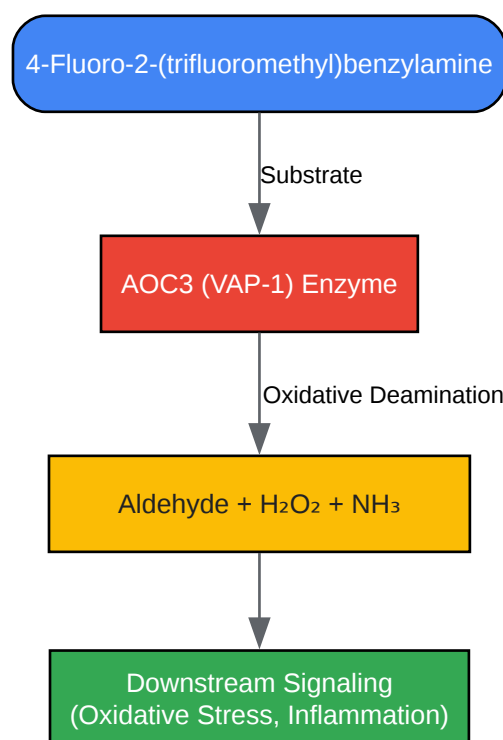 4-Fluoro-2-(trifluoromethyl)benzylamine
Substrate
AOC3 (VAP-1) Enzyme
Oxidative Deamination
Aldehyde + H₂O₂ + NH₃
Downstream Signaling
(Oxidative Stress, Inflammation)